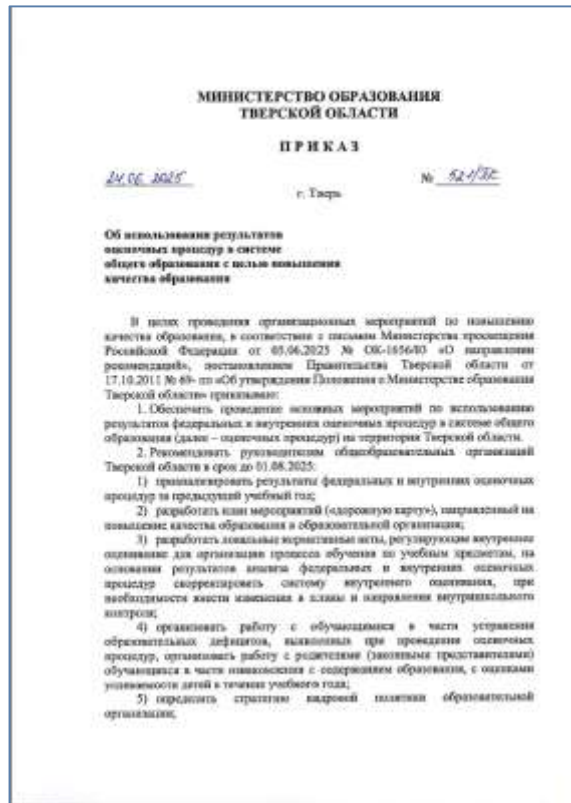 МИНИСТЕРСТВО ОБРАЗОВАНИЯ
ТВЕРСКОЙ ОБЛАСТИ
П Р И К А З
24.06.2025
№ 521/ПК
г. Тверь
Об использовании результатов
оценочных процедур в системе
общего образования с целью повышения
качества образования
В целях проведения организационных мероприятий по повышению
качества образования, в соответствии с письмом Министерства просвещения
Российской Федерации от 05.06.2025 № ОК-1656/03 «О направлении
рекомендаций», постановлением Правительства Тверской области от
17.10.2011 № 69- пп «Об утверждении Положения о Министерстве образования
Тверской области» приказываю:
1. Обеспечить проведение основных мероприятий по использованию
результатов федеральных и внутренних оценочных процедур в системе общего
образования (далее – оценочных процедур) на территории Тверской области.
2. Рекомендовать руководителям общеобразовательных организаций
Тверской области в срок до 01.08.2025:
1) проанализировать результаты федеральных и внутренних оценочных
процедур за предыдущий учебный год;
2) разработать план мероприятий («дорожную карту»), направленный на
повышение качества образования в образовательной организации;
3) разработать локальные нормативные акты, регулирующие внутреннее
оценивание для организации процесса обучения по учебным предметам, на
основании результатов анализа федеральных и внутренних оценочных
процедур скорректировать систему внутреннего оценивания, при
необходимости внести изменения в планы и направления внутришкольного
контроля;
4) организовать работу с обучающимися в части устранения
образовательных дефицитов, выявленных при проведении оценочных
процедур, организовать работу с родителями (законными представителями)
обучающихся в части ознакомления с содержанием образования, с оценками
успеваемости детей в течение учебного года;
5) определить стратегию кадровой политики образовательной
организации;